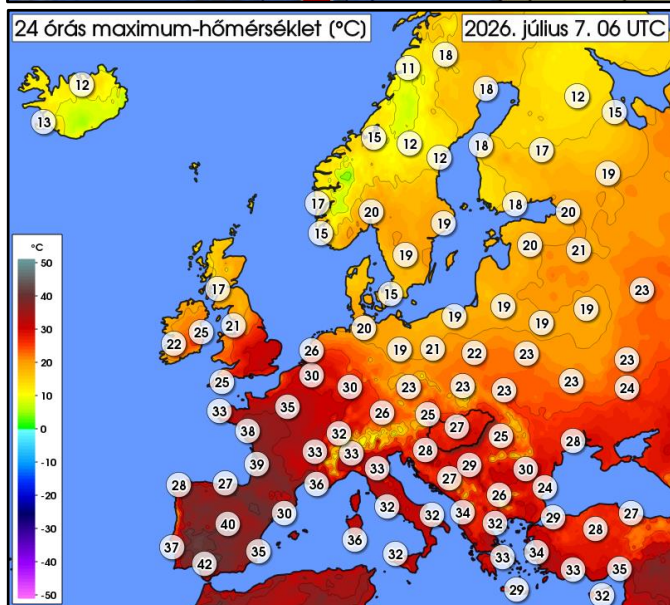 24 órás maximum-hőmérséklet (°C)
2026. július 7. 06 UTC
11 18
12
18 12
13 15
15 12 18 17
12
19
17 20 18 20
15 19
19 20 21
°C
50
40
30
20
10
0
-10
-20
-30
-40
-50
17 15 23
19 19 19
21 20 19
25
22 26 19 21 22 23 23
25 30 30 23 23 23 23 24
33 35 26 25
38 32 27 25 28
39 33 33 28 29 30
28 27 36 33 27 26 24
30 32 32 34 29 27
40 32 28
37 36 32 33 34
42 35 33 35
29 32